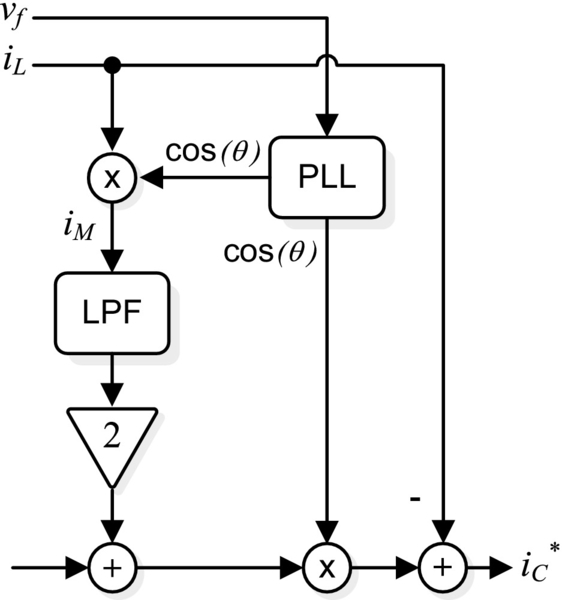 v_f
i_L
cos(θ)
PLL
x
i_M
cos(θ)
LPF
2
-
+
x
+
i_C*